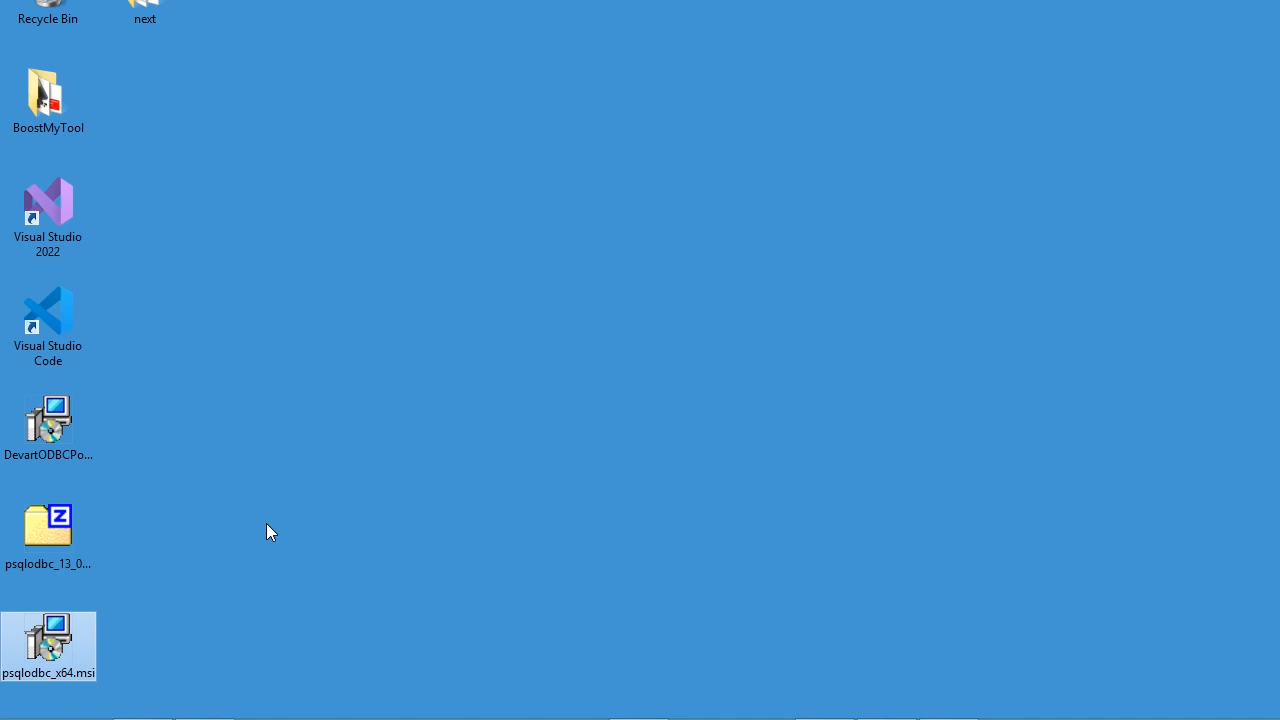 Recycle Bin
next
BoostMyTool
Visual Studio
2022
Visual Studio
Code
DevartODBCPo...
psqlodbc_13_0...
psqlodbc_x64.msi